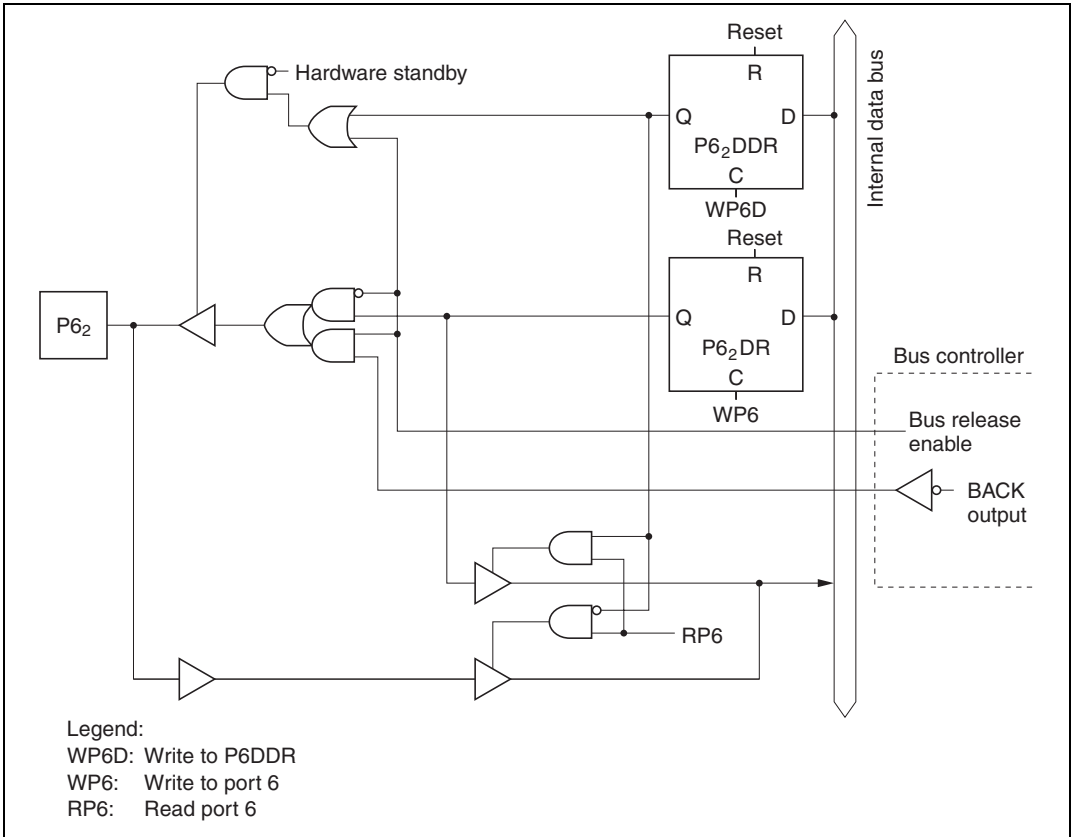 Reset
Hardware standby
R
Q
D
P6₂DDR
C
WP6D
Internal data bus
Reset
R
P6₂
Q
D
P6₂DR
C
WP6
Bus controller
Bus release
enable
BACK
output
RP6
Legend:
WP6D: Write to P6DDR
WP6: Write to port 6
RP6: Read port 6